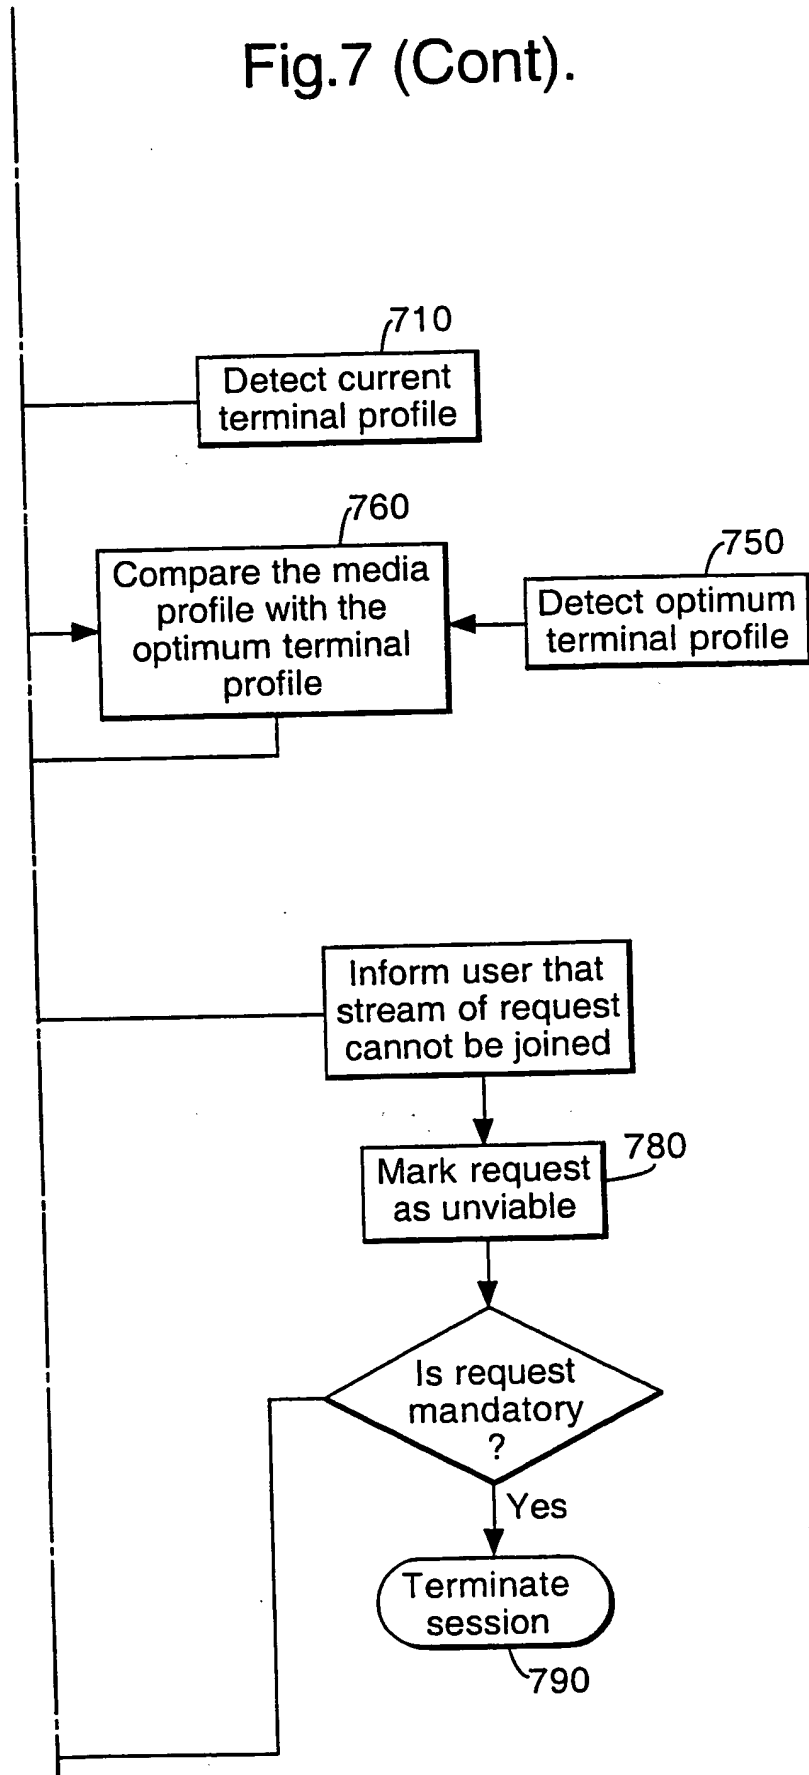 Fig.7 (Cont).
710
Detect current
terminal profile
760
Compare the media
profile with the
optimum terminal
profile
750
Detect optimum
terminal profile
Inform user that
stream of request
cannot be joined
780
Mark request
as unviable
Is request
mandatory
?
Yes
Terminate
session
790